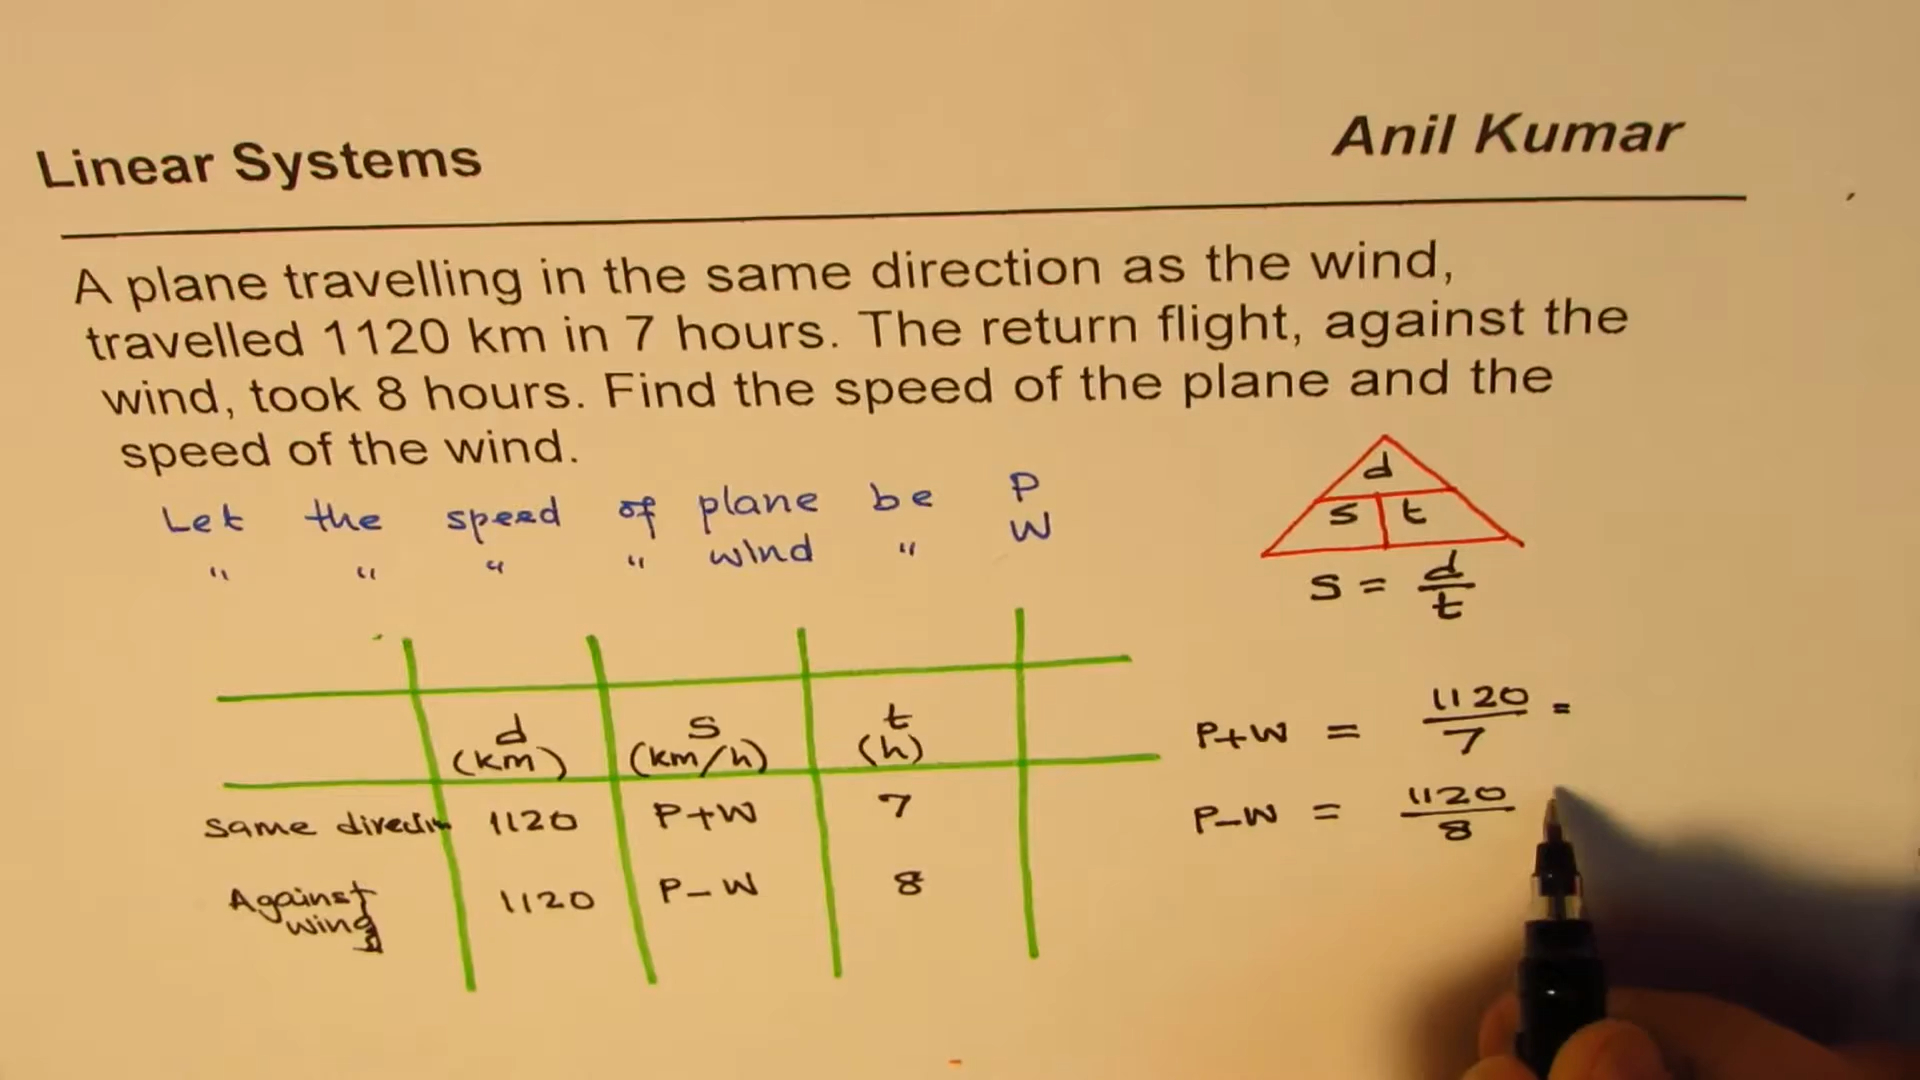 Linear Systems
Anil Kumar
A plane travelling in the same direction as the wind,
travelled 1120 km in 7 hours. The return flight, against the
wind, took 8 hours. Find the speed of the plane and the
speed of the wind.
Let the speed of plane be P
" " " " wind " W
d
s t
S = d/t
d (km) S (km/h) t (h)
same direction 1120 P+W 7
Against wind 1120 P-W 8
P+W = 1120/7 =
P-W = 1120/8